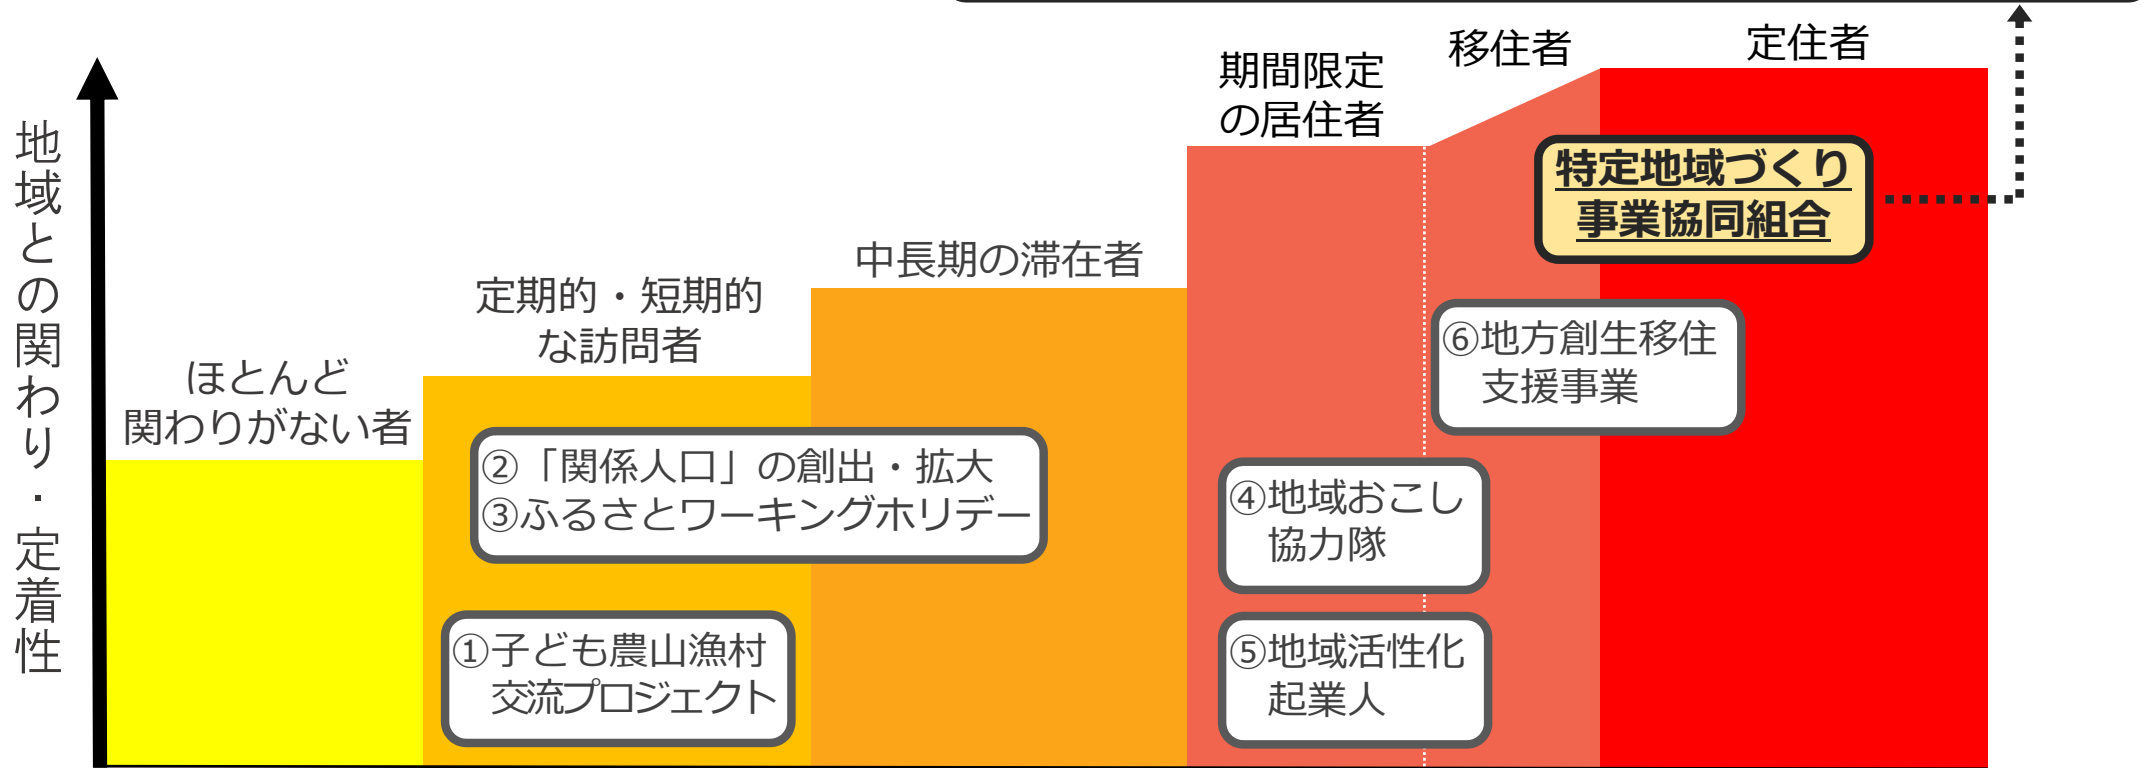 地域との関わり・定着性
ほとんど
関わりがない者
定期的・短期的
な訪問者
中長期の滞在者
期間限定
の居住者
移住者
定住者
特定地域づくり
事業協同組合
⑥地方創生移住
支援事業
②「関係人口」の創出・拡大
③ふるさとワーキングホリデー
④地域おこし
協力隊
①子ども農山漁村
交流プロジェクト
⑤地域活性化
起業人